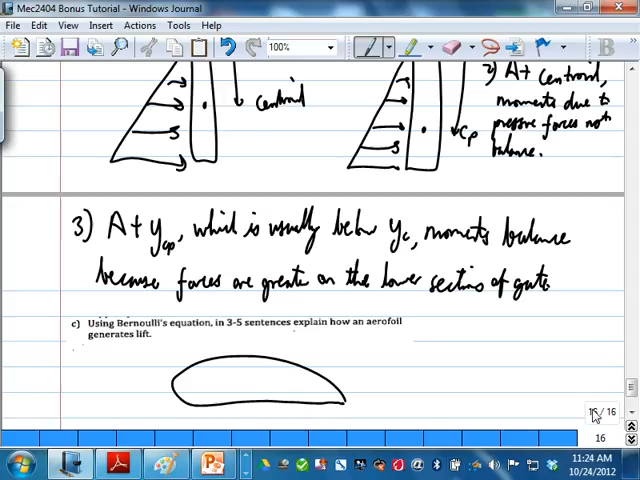 Mec2404 Bonus Tutorial - Windows Journal
File Edit View Insert Actions Tools Help
100%
B
Centroid
Cp
2) At centroid,
moments due to
pressure forces not
balance.
3) At ycp, which is usually below yc, moments balance
because forces are greater on the lower section of gate
c) Using Bernoulli's equation, in 3-5 sentences explain how an aerofoil
generates lift.
16 / 16
16
11:24 AM
10/24/2012